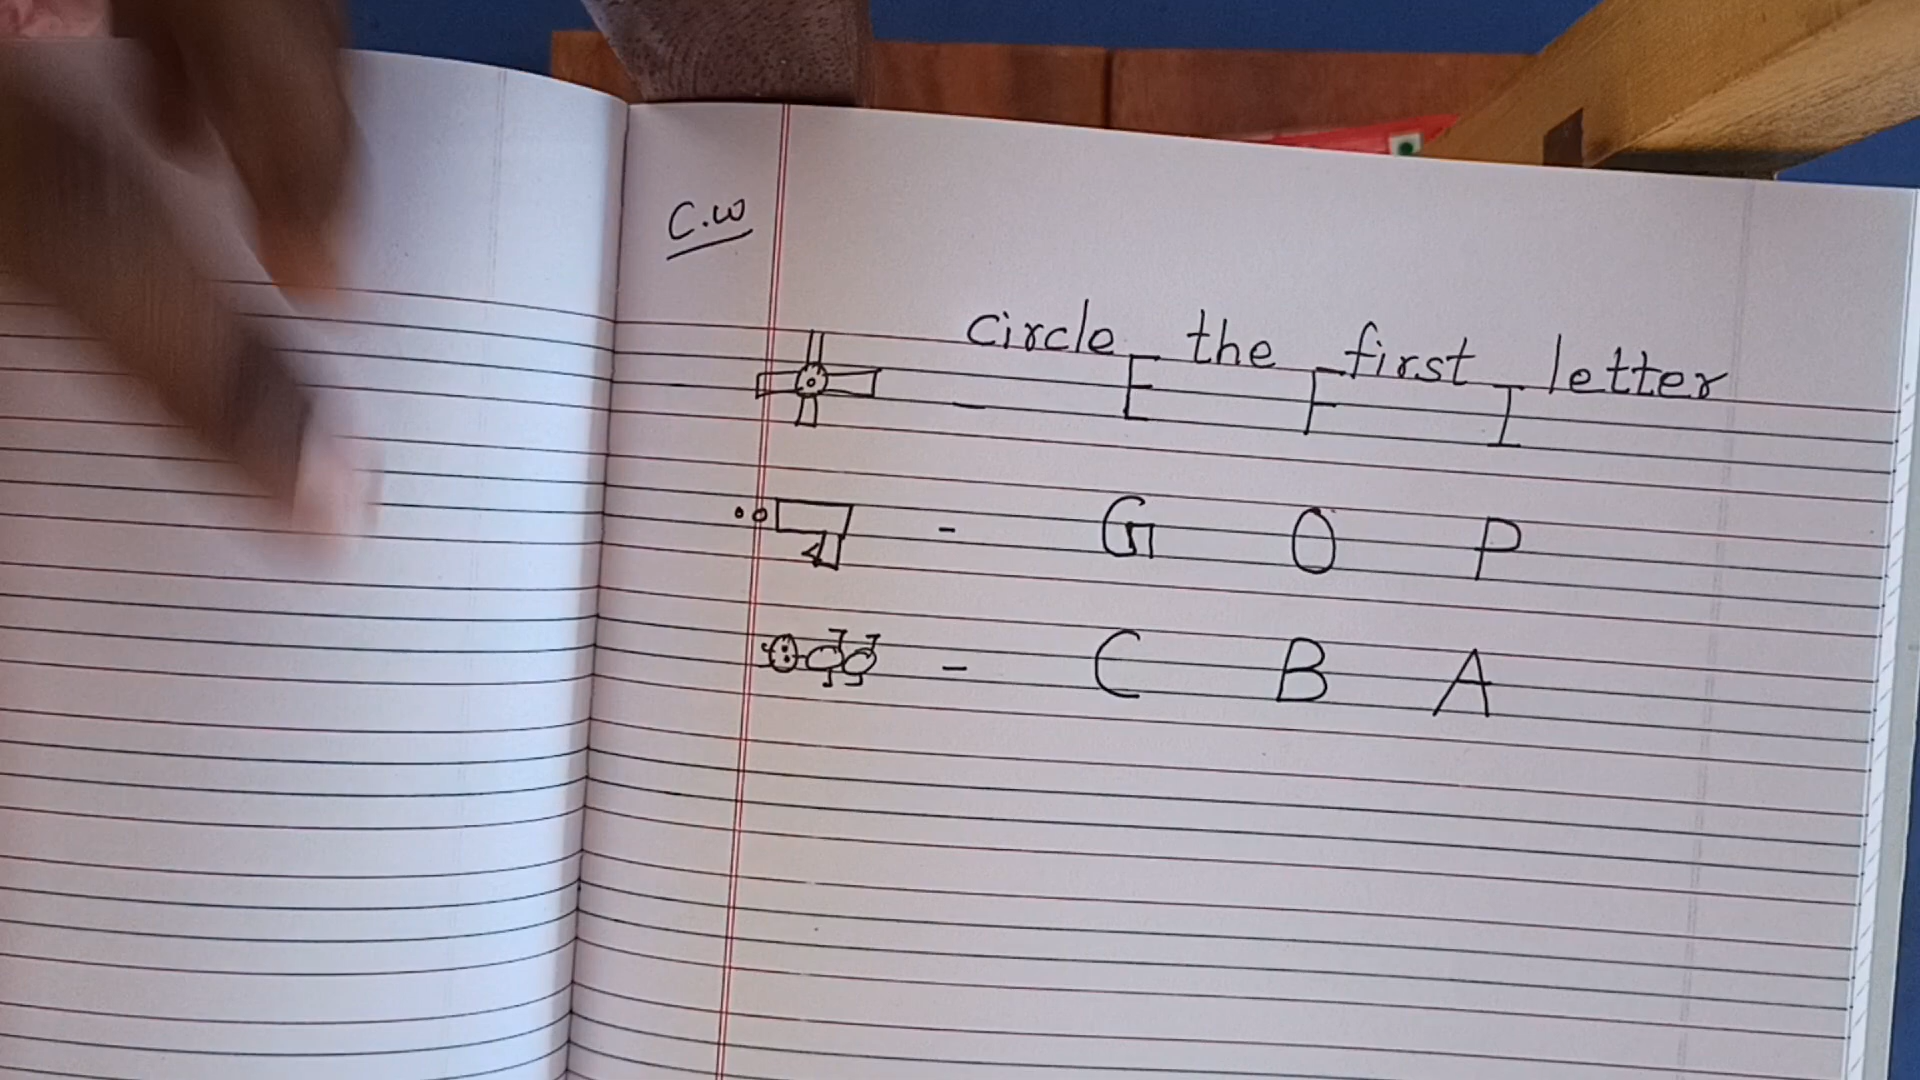 C.W
circle the first letter
- E F I
- G O P
- C B A